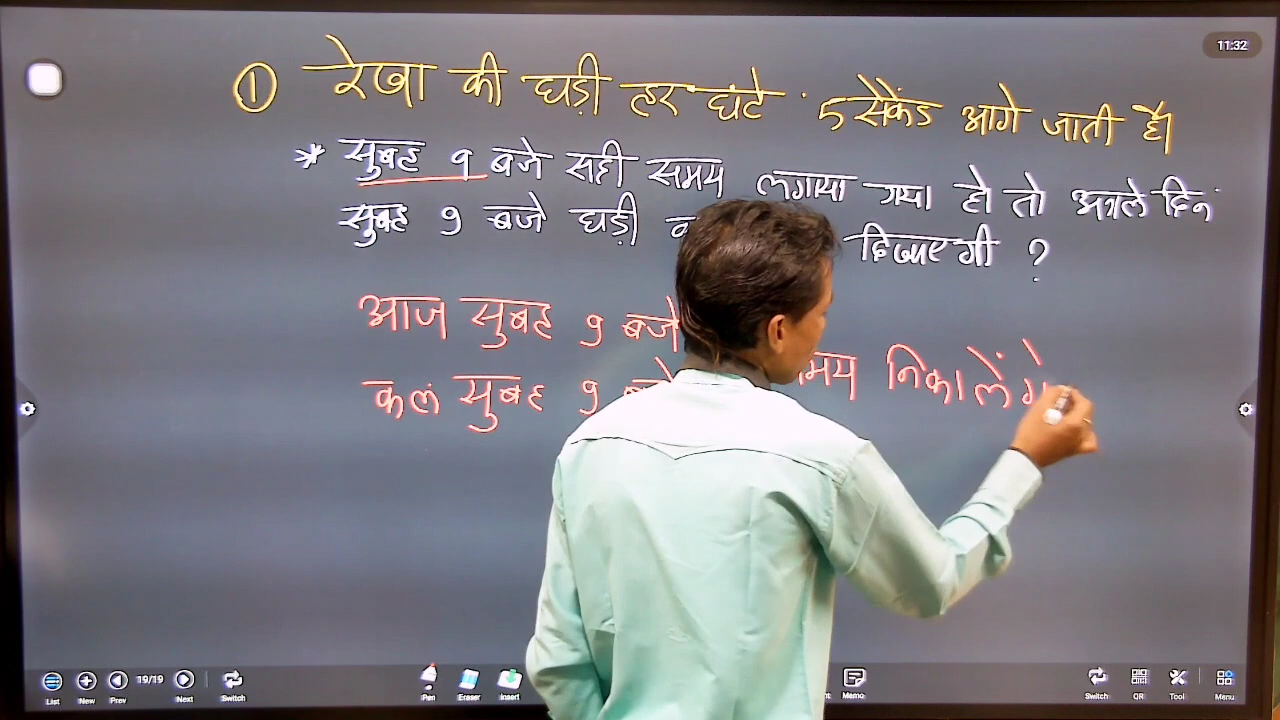 11:32
① रेखा की घड़ी हर घंटे 5 सैकेंड आगे जाती है।
* सुबह 9 बजे सही समय लगाया गया हो तो अगले दिन
सुबह 9 बजे घड़ी दिखाएगी ?
आज सुबह 9 बजे
कल सुबह 9 समय निकालेंगे
List New Prev 19/19 Next Switch Pen Eraser Insert Memo Switch QR Tool Menu